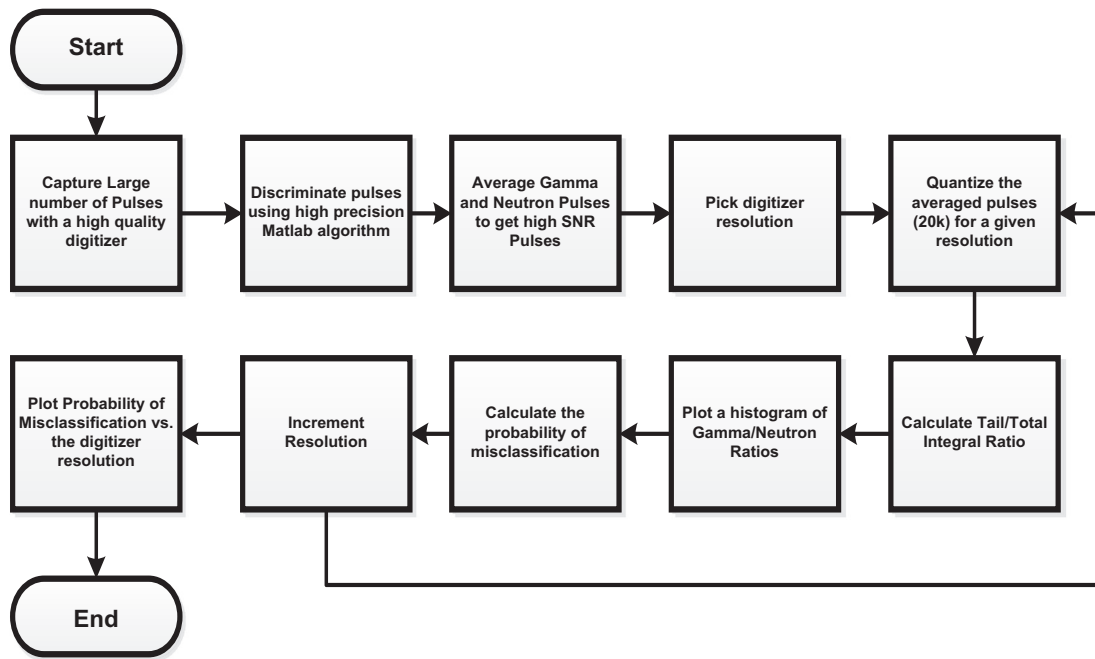 Start
Capture Large
number of Pulses
with a high quality
digitizer
Discriminate pulses
using high precision
Matlab algorithm
Average Gamma
and Neutron Pulses
to get high SNR
Pulses
Pick digitizer
resolution
Quantize the
averaged pulses
(20k) for a given
resolution
Calculate Tail/Total
Integral Ratio
Plot a histogram of
Gamma/Neutron
Ratios
Calculate the
probability of
misclassification
Increment
Resolution
Plot Probability of
Misclassification vs.
the digitizer
resolution
End